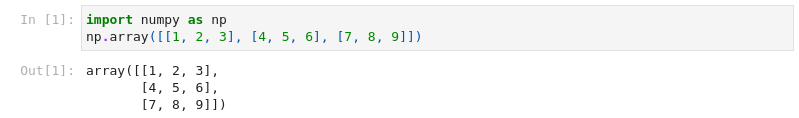 In [1]: import numpy as np
np.array([[1, 2, 3], [4, 5, 6], [7, 8, 9]])
Out[1]: array([[1, 2, 3],
       [4, 5, 6],
       [7, 8, 9]])